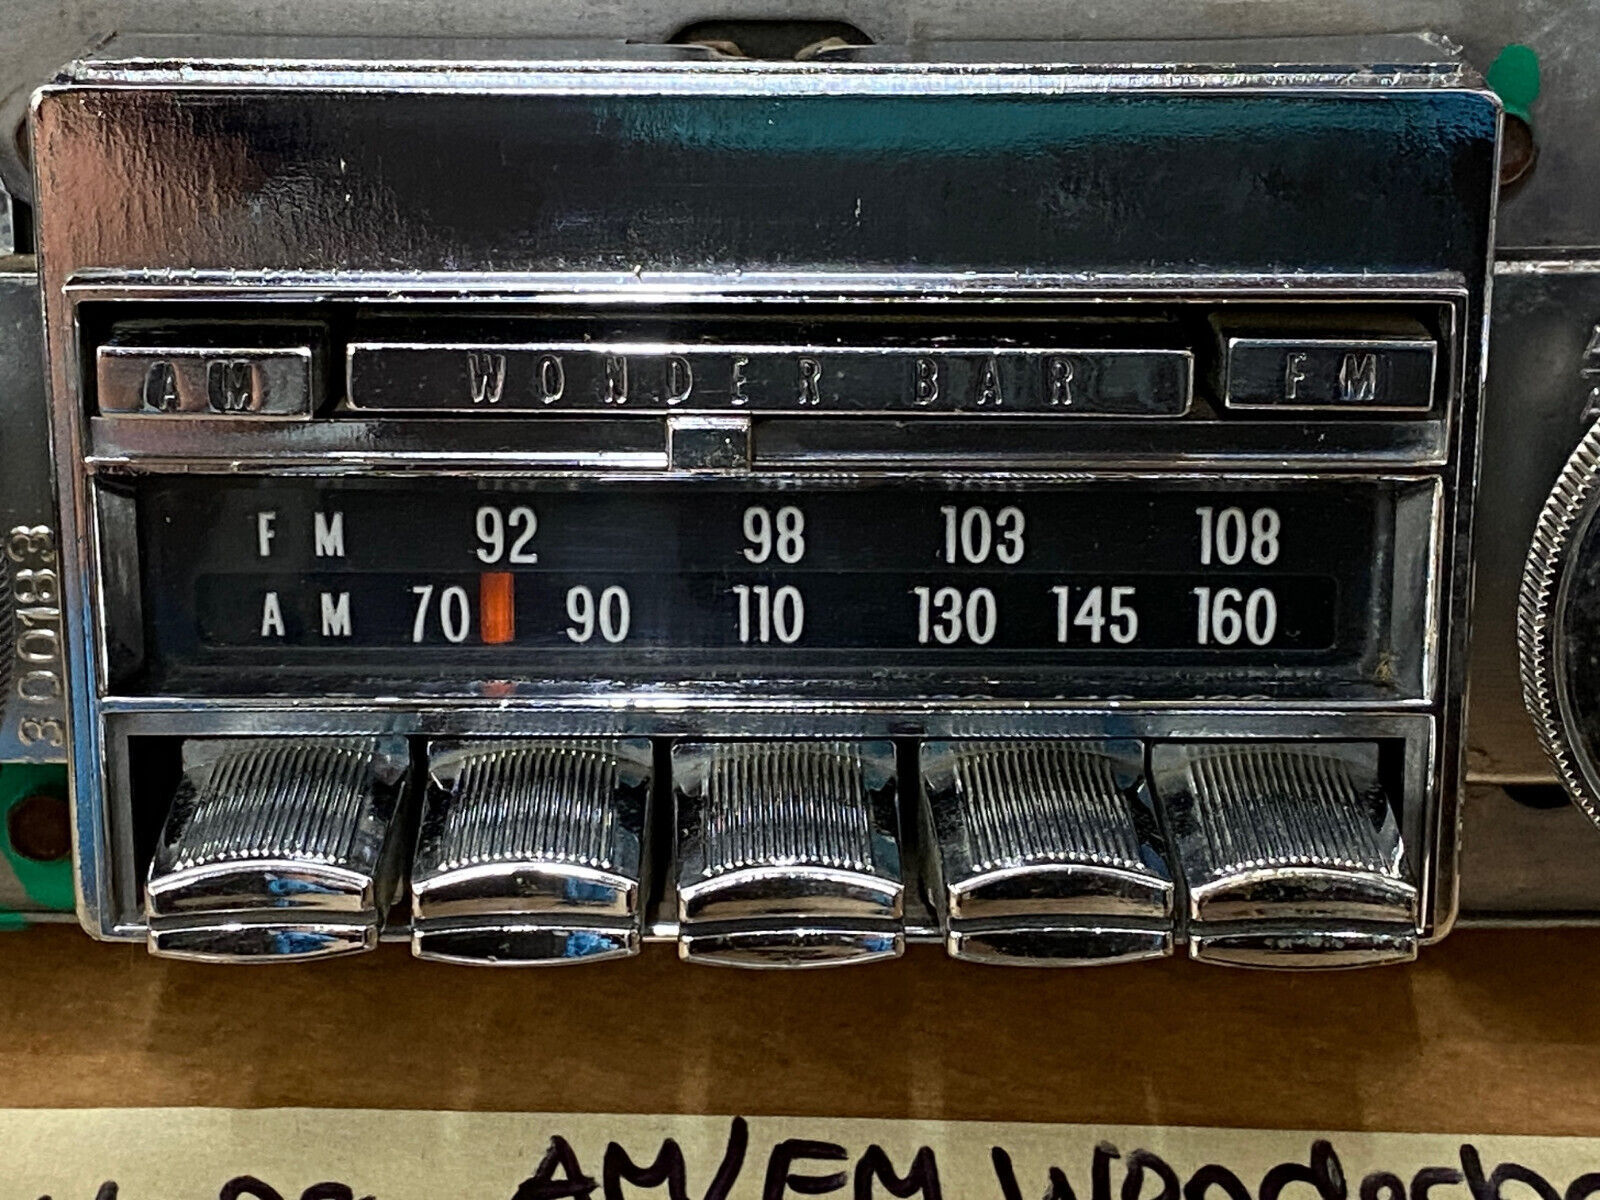 AM WONDER BAR FM
FM 92 98 103 108
AM 70 90 110 130 145 160
300183
AM/FM